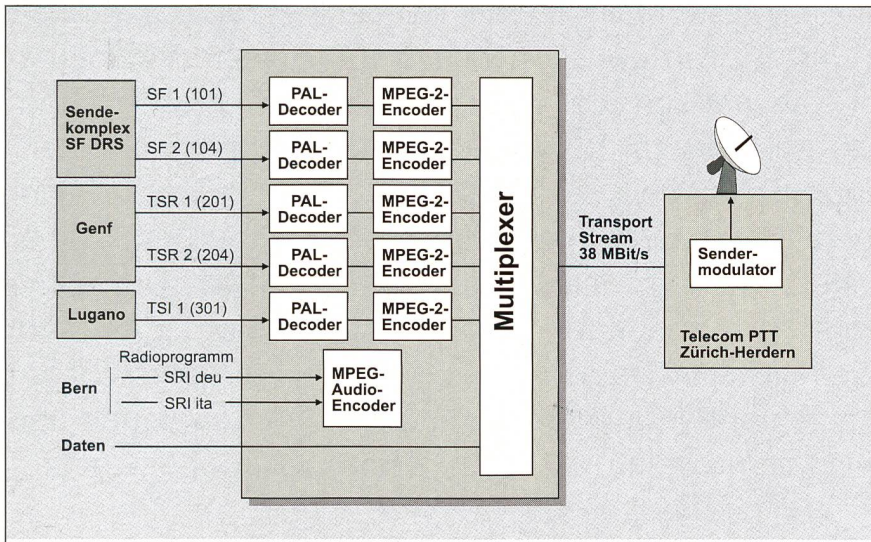 Sende-
komplex
SF DRS
SF 1 (101)
SF 2 (104)
Genf
TSR 1 (201)
TSR 2 (204)
Lugano
TSI 1 (301)
Radioprogramm
Bern
SRI deu
SRI ita
Daten
PAL-
Decoder
MPEG-2-
Encoder
PAL-
Decoder
MPEG-2-
Encoder
PAL-
Decoder
MPEG-2-
Encoder
PAL-
Decoder
MPEG-2-
Encoder
PAL-
Decoder
MPEG-2-
Encoder
MPEG-
Audio-
Encoder
Multiplexer
Transport
Stream
38 MBit/s
Sender-
modulator
Telecom PTT
Zürich-Herdern